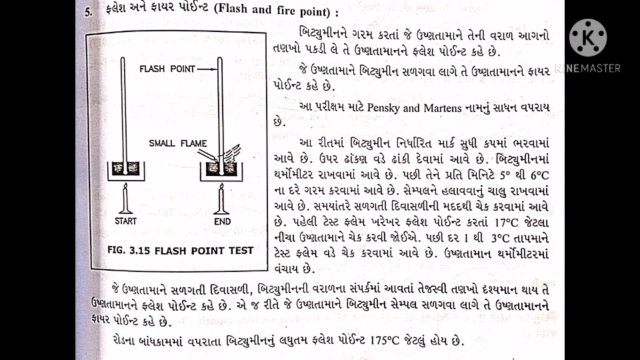 5. ફ્લેશ અને ફાયર પોઈન્ટ (Flash and fire point) :
બિટ્યુમીનને ગરમ કરતાં જે ઉષ્ણતામાને તેની વરાળ આગનો
તણખો પકડી લે તે ઉષ્ણતામાનને ફ્લેશ પોઈન્ટ કહે છે.
જે ઉષ્ણતામાને બિટ્યુમીન સળગવા લાગે તે ઉષ્ણતામાનને ફાયર
પોઈન્ટ કહે છે.
આ પરીક્ષમ માટે Pensky and Martens નામનું સાધન વપરાય
છે.
આ રીતમાં બિટ્યુમીન નિર્ધારિત માર્ક સુધી કપમાં ભરવામાં
આવે છે. ઉપર ઢાંકણ વડે ઢાંકી દેવામાં આવે છે. બિટ્યુમીનમાં
થર્મોમીટર રાખવામાં આવે છે. પછી તેને પ્રતિ મિનિટે 5° થી 6°C
ના દરે ગરમ કરવામાં આવે છે. સેમ્પલને હલાવવાનું ચાલુ રાખવામાં
આવે છે. સમયાંતરે સળગતી દિવાસળીની મદદથી ચેક કરવામાં આવે છે.
પહેલી ટેસ્ટ ફ્લેમ ખરેખર ફ્લેશ પોઈન્ટ કરતાં 17°C જેટલા
નીચા ઉષ્ણતામાને ચેક કરવી જોઈએ. પછી દર 1 થી 3°C તાપમાને
ટેસ્ટ ફ્લેમ વડે ચેક કરવામાં આવે છે. ઉષ્ણતામાન થર્મોમીટરમાં
વંચાય છે.
FLASH POINT
SMALL FLAME
START
END
FIG. 3.15 FLASH POINT TEST
જે ઉષ્ણતામાને સળગતી દિવાસળી, બિટ્યુમીનની વરાળના સંપર્કમાં આવતાં તેજસ્વી તણખો દૃશ્યમાન થાય તે
ઉષ્ણતામાનને ફ્લેશ પોઈન્ટ કહે છે. એ જ રીતે જે ઉષ્ણતામાને બિટ્યુમીન સેમ્પલ સળગવા લાગે તે ઉષ્ણતામાનને
ફાયર પોઈન્ટ કહે છે.
રોડના બાંધકામમાં વપરાતા બિટ્યુમીનનું લઘુતમ ફ્લેશ પોઈન્ટ 175°C જેટલું હોય છે.
KINEMASTER